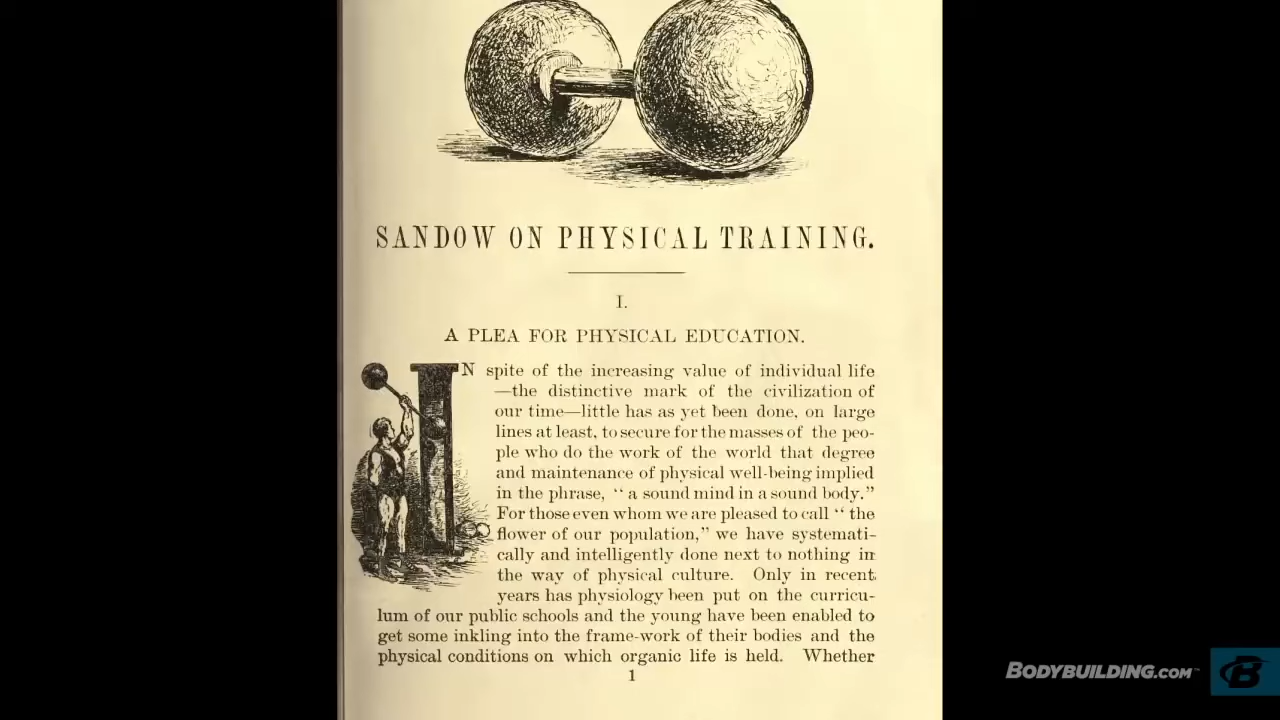 SANDOW ON PHYSICAL TRAINING.
I.
A PLEA FOR PHYSICAL EDUCATION.
IN spite of the increasing value of individual life
—the distinctive mark of the civilization of
our time—little has as yet been done, on large
lines at least, to secure for the masses of the peo-
ple who do the work of the world that degree
and maintenance of physical well-being implied
in the phrase, “a sound mind in a sound body.”
For those even whom we are pleased to call “the
flower of our population,” we have systemati-
cally and intelligently done next to nothing in
the way of physical culture. Only in recent
years has physiology been put on the curricu-
lum of our public schools and the young have been enabled to
get some inkling into the frame-work of their bodies and the
physical conditions on which organic life is held. Whether
1
BODYBUILDING.com
B